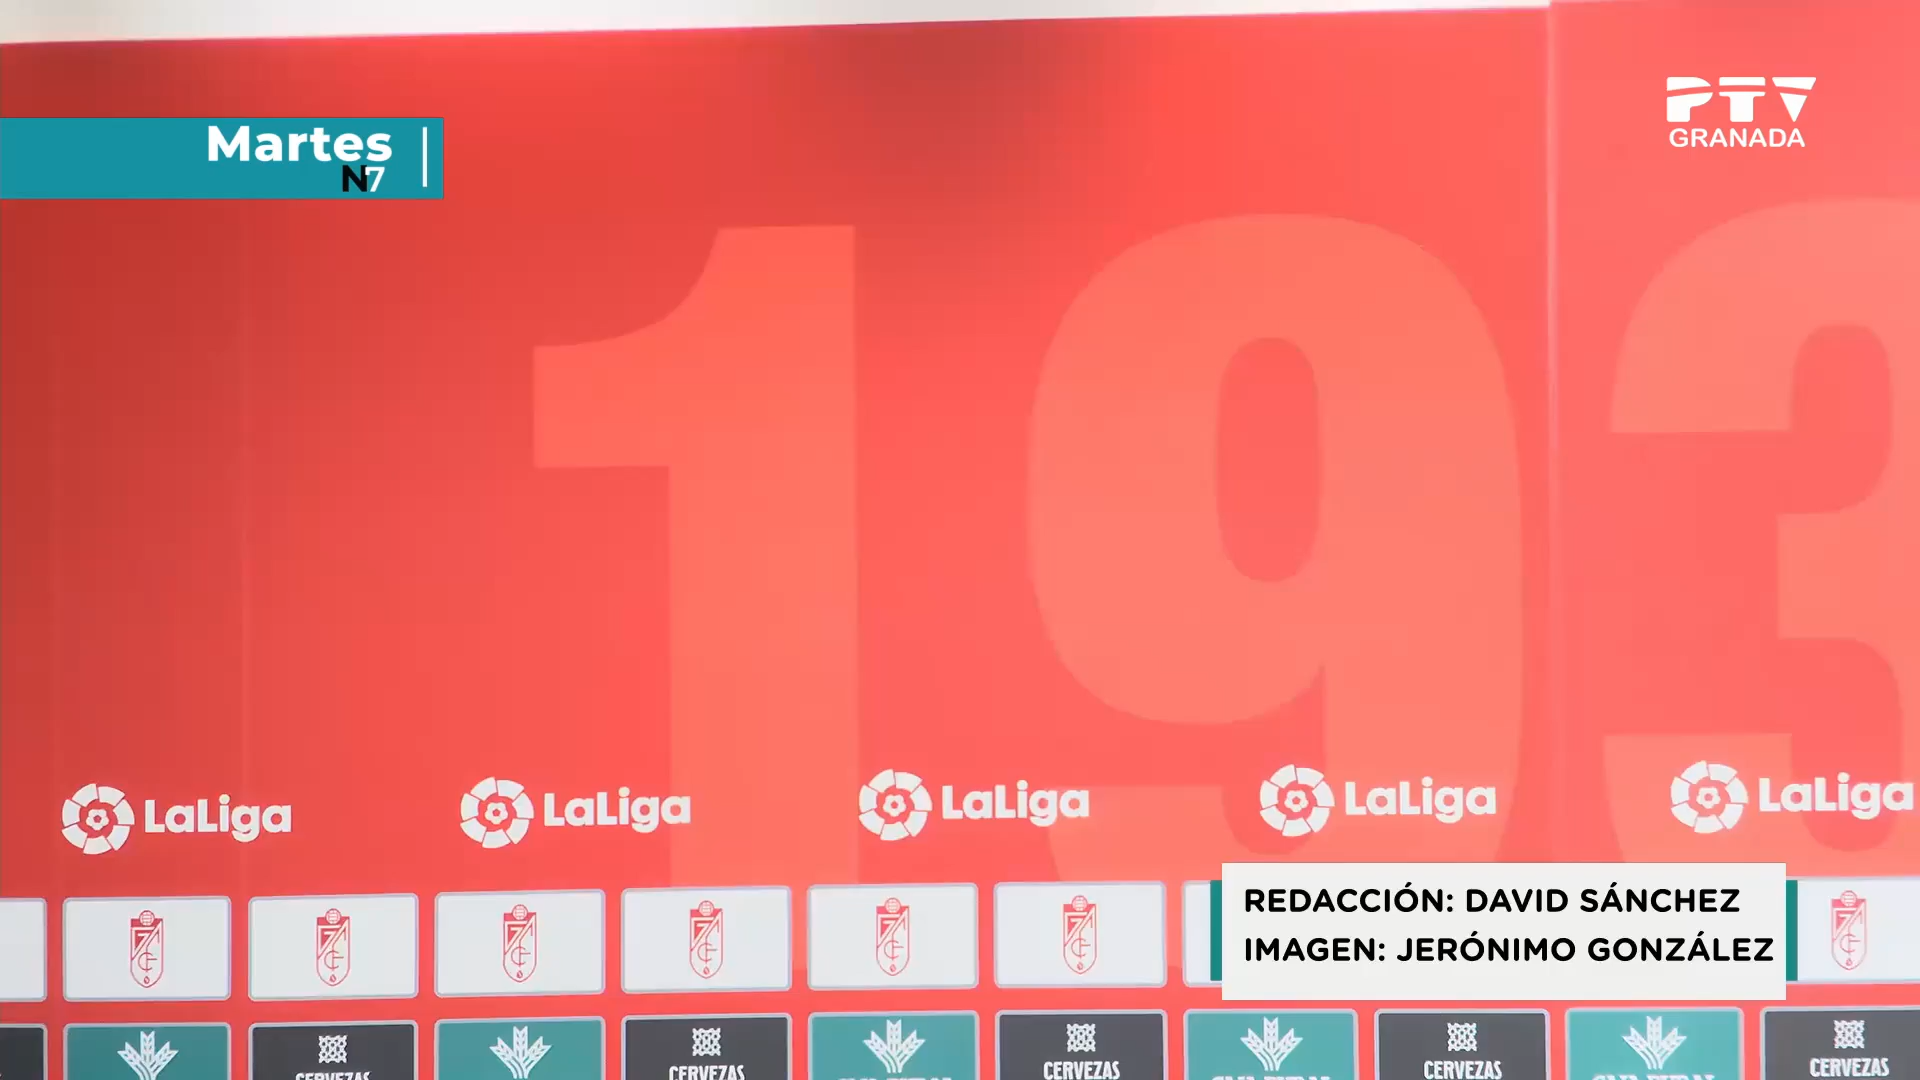 Martes
N7
PTV
GRANADA
193
LaLiga LaLiga LaLiga LaLiga LaLiga
REDACCIÓN: DAVID SÁNCHEZ
IMAGEN: JERÓNIMO GONZÁLEZ
CERVEZAS CERVEZAS CERVEZAS CERVEZAS CERVEZAS